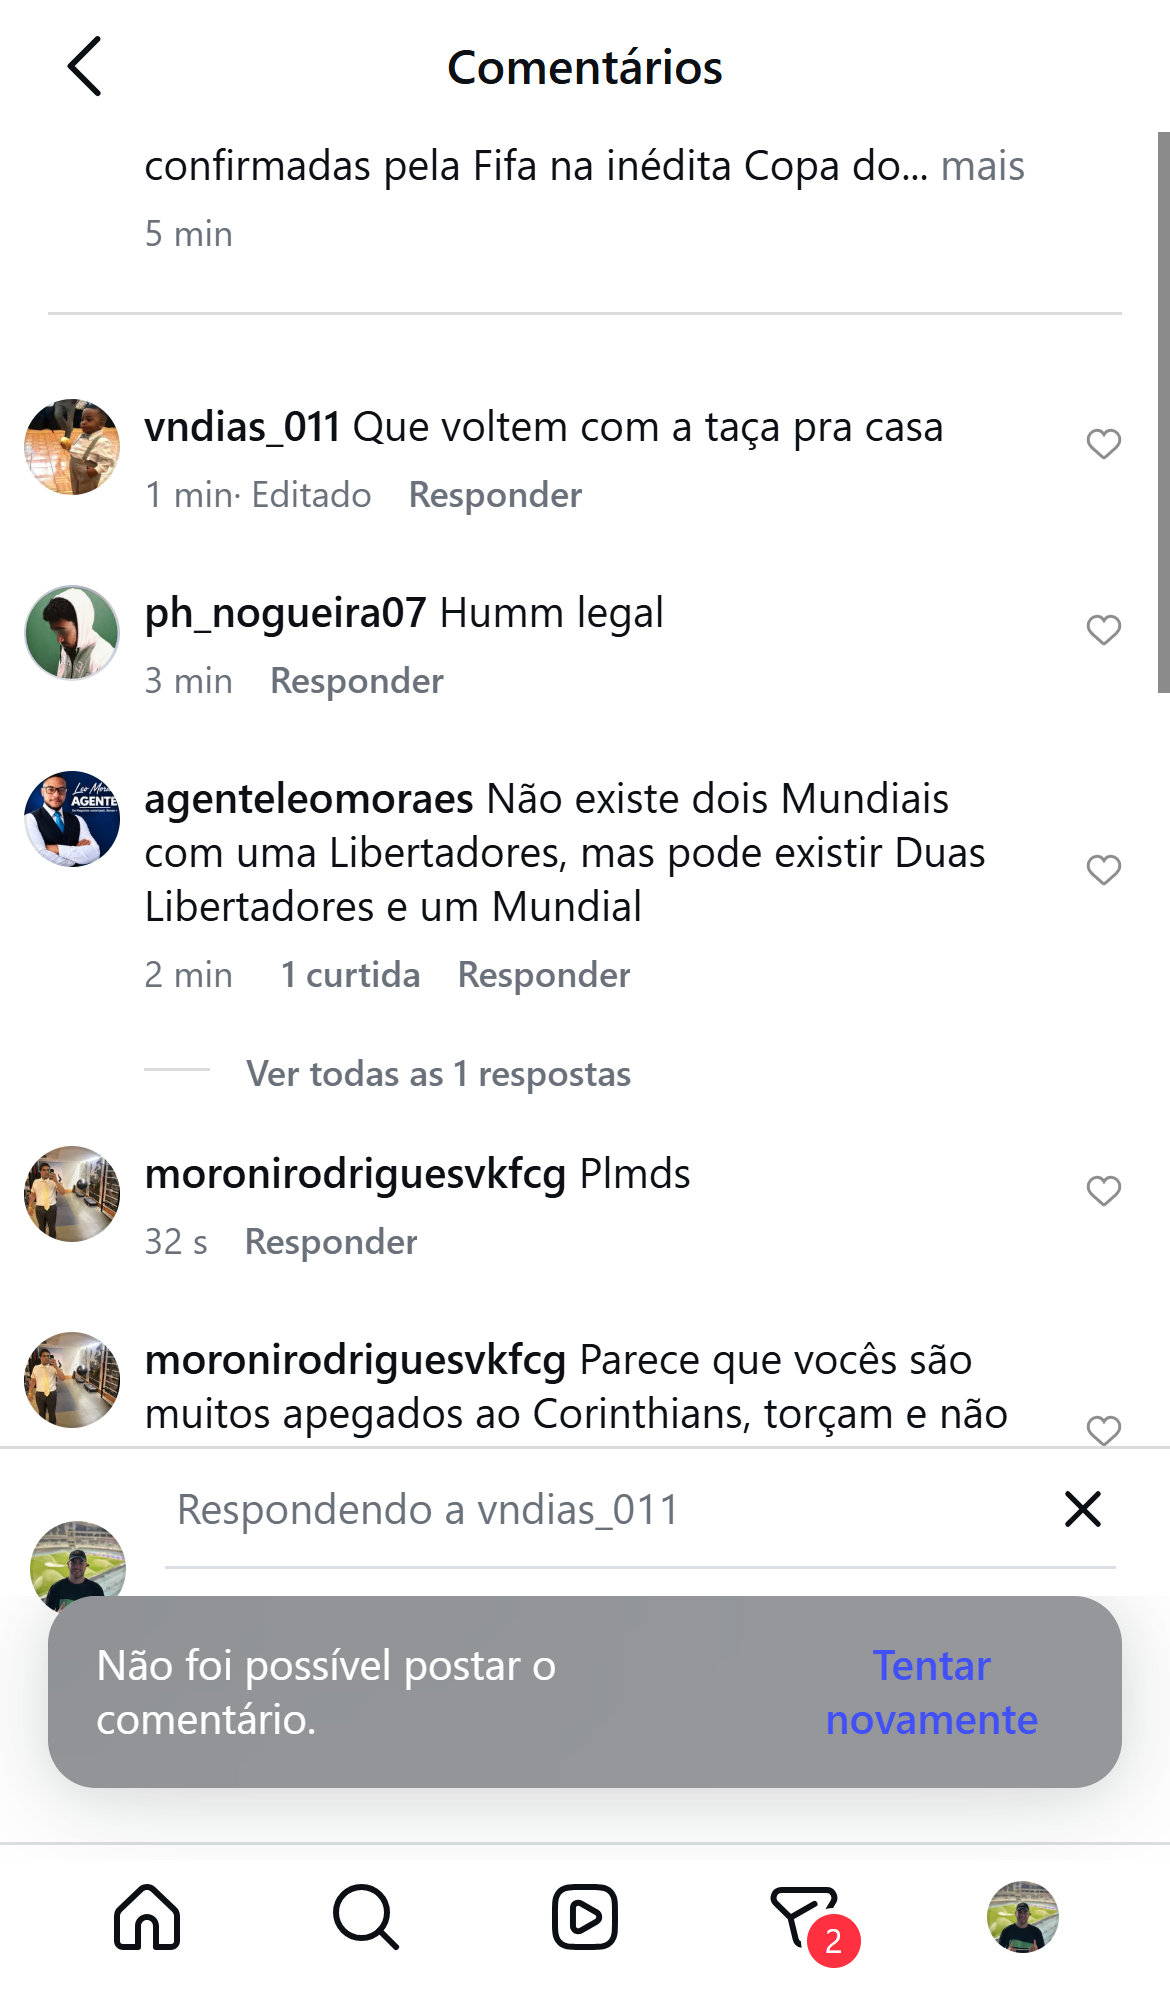 Comentários
confirmadas pela Fifa na inédita Copa do... mais
5 min
vndias_011 Que voltem com a taça pra casa
1 min· Editado Responder
ph_nogueira07 Humm legal
3 min Responder
agenteleomoraes Não existe dois Mundiais
com uma Libertadores, mas pode existir Duas
Libertadores e um Mundial
2 min 1 curtida Responder
Ver todas as 1 respostas
moronirodriguesvkfcg Plmds
32 s Responder
moronirodriguesvkfcg Parece que vocês são
muitos apegados ao Corinthians, torçam e não
Respondendo a vndias_011
Não foi possível postar o
comentário.
Tentar
novamente
2